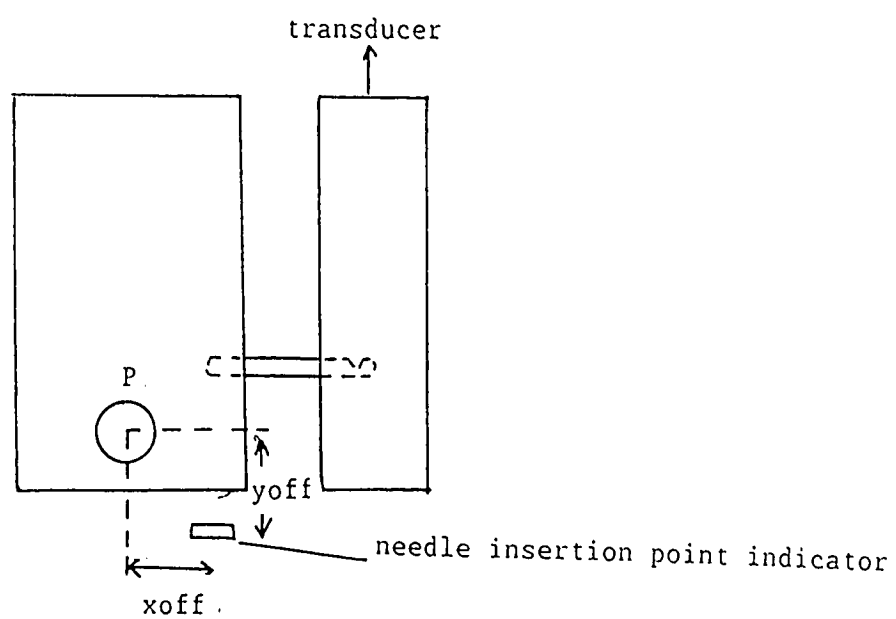 transducer
P
yoff
needle insertion point indicator
xoff